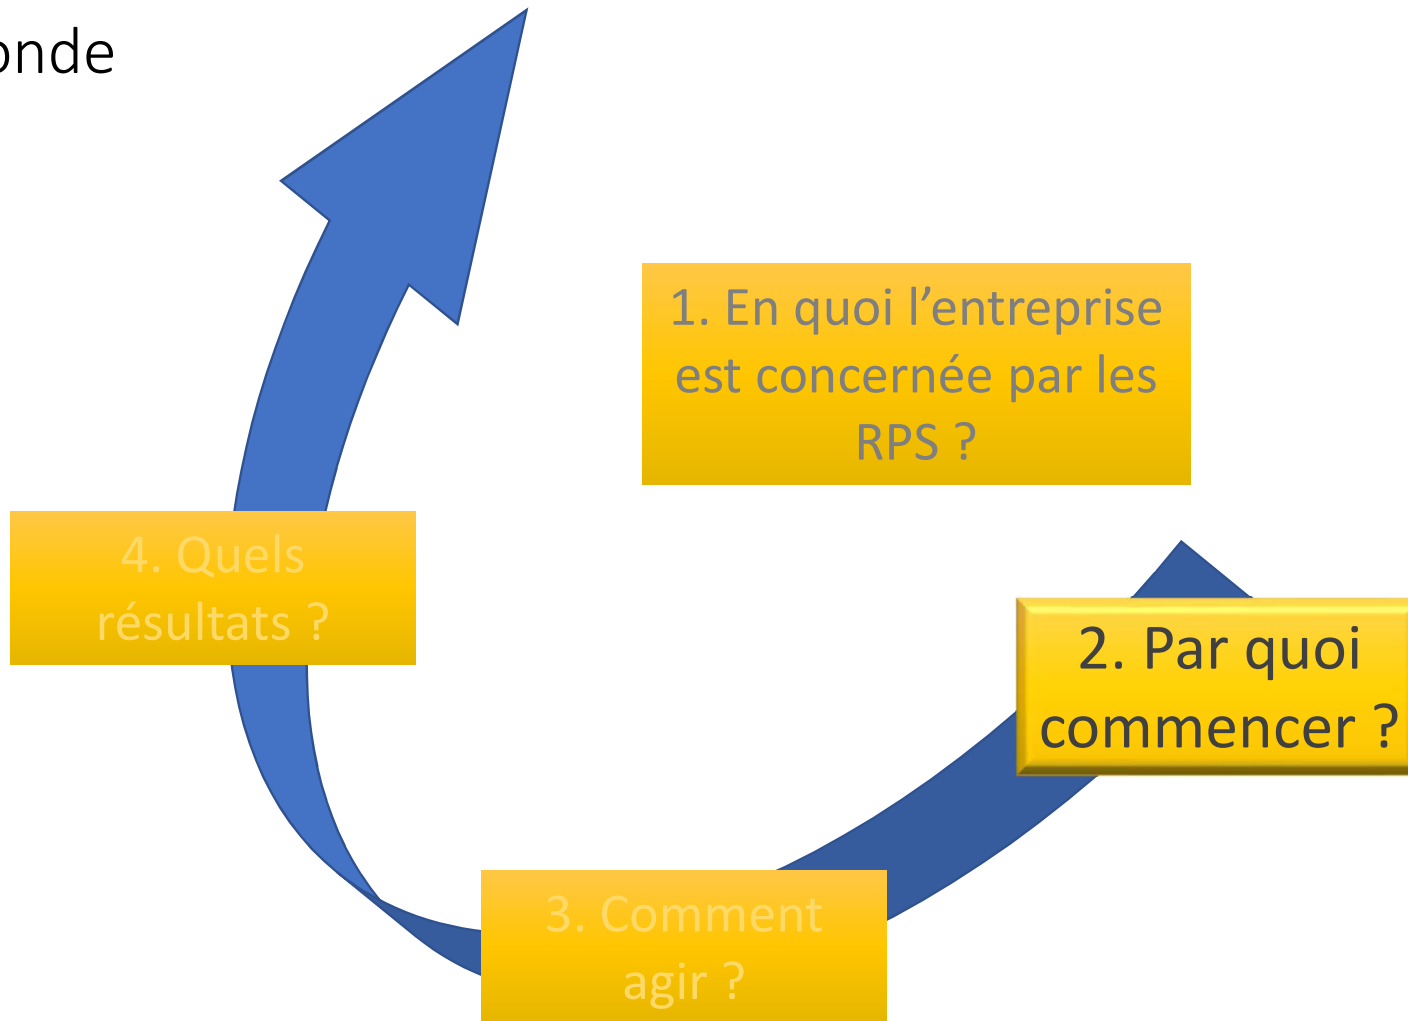 onde
1. En quoi l’entreprise
est concernée par les
RPS ?
2. Par quoi
commencer ?
3. Comment
agir ?
4. Quels
résultats ?